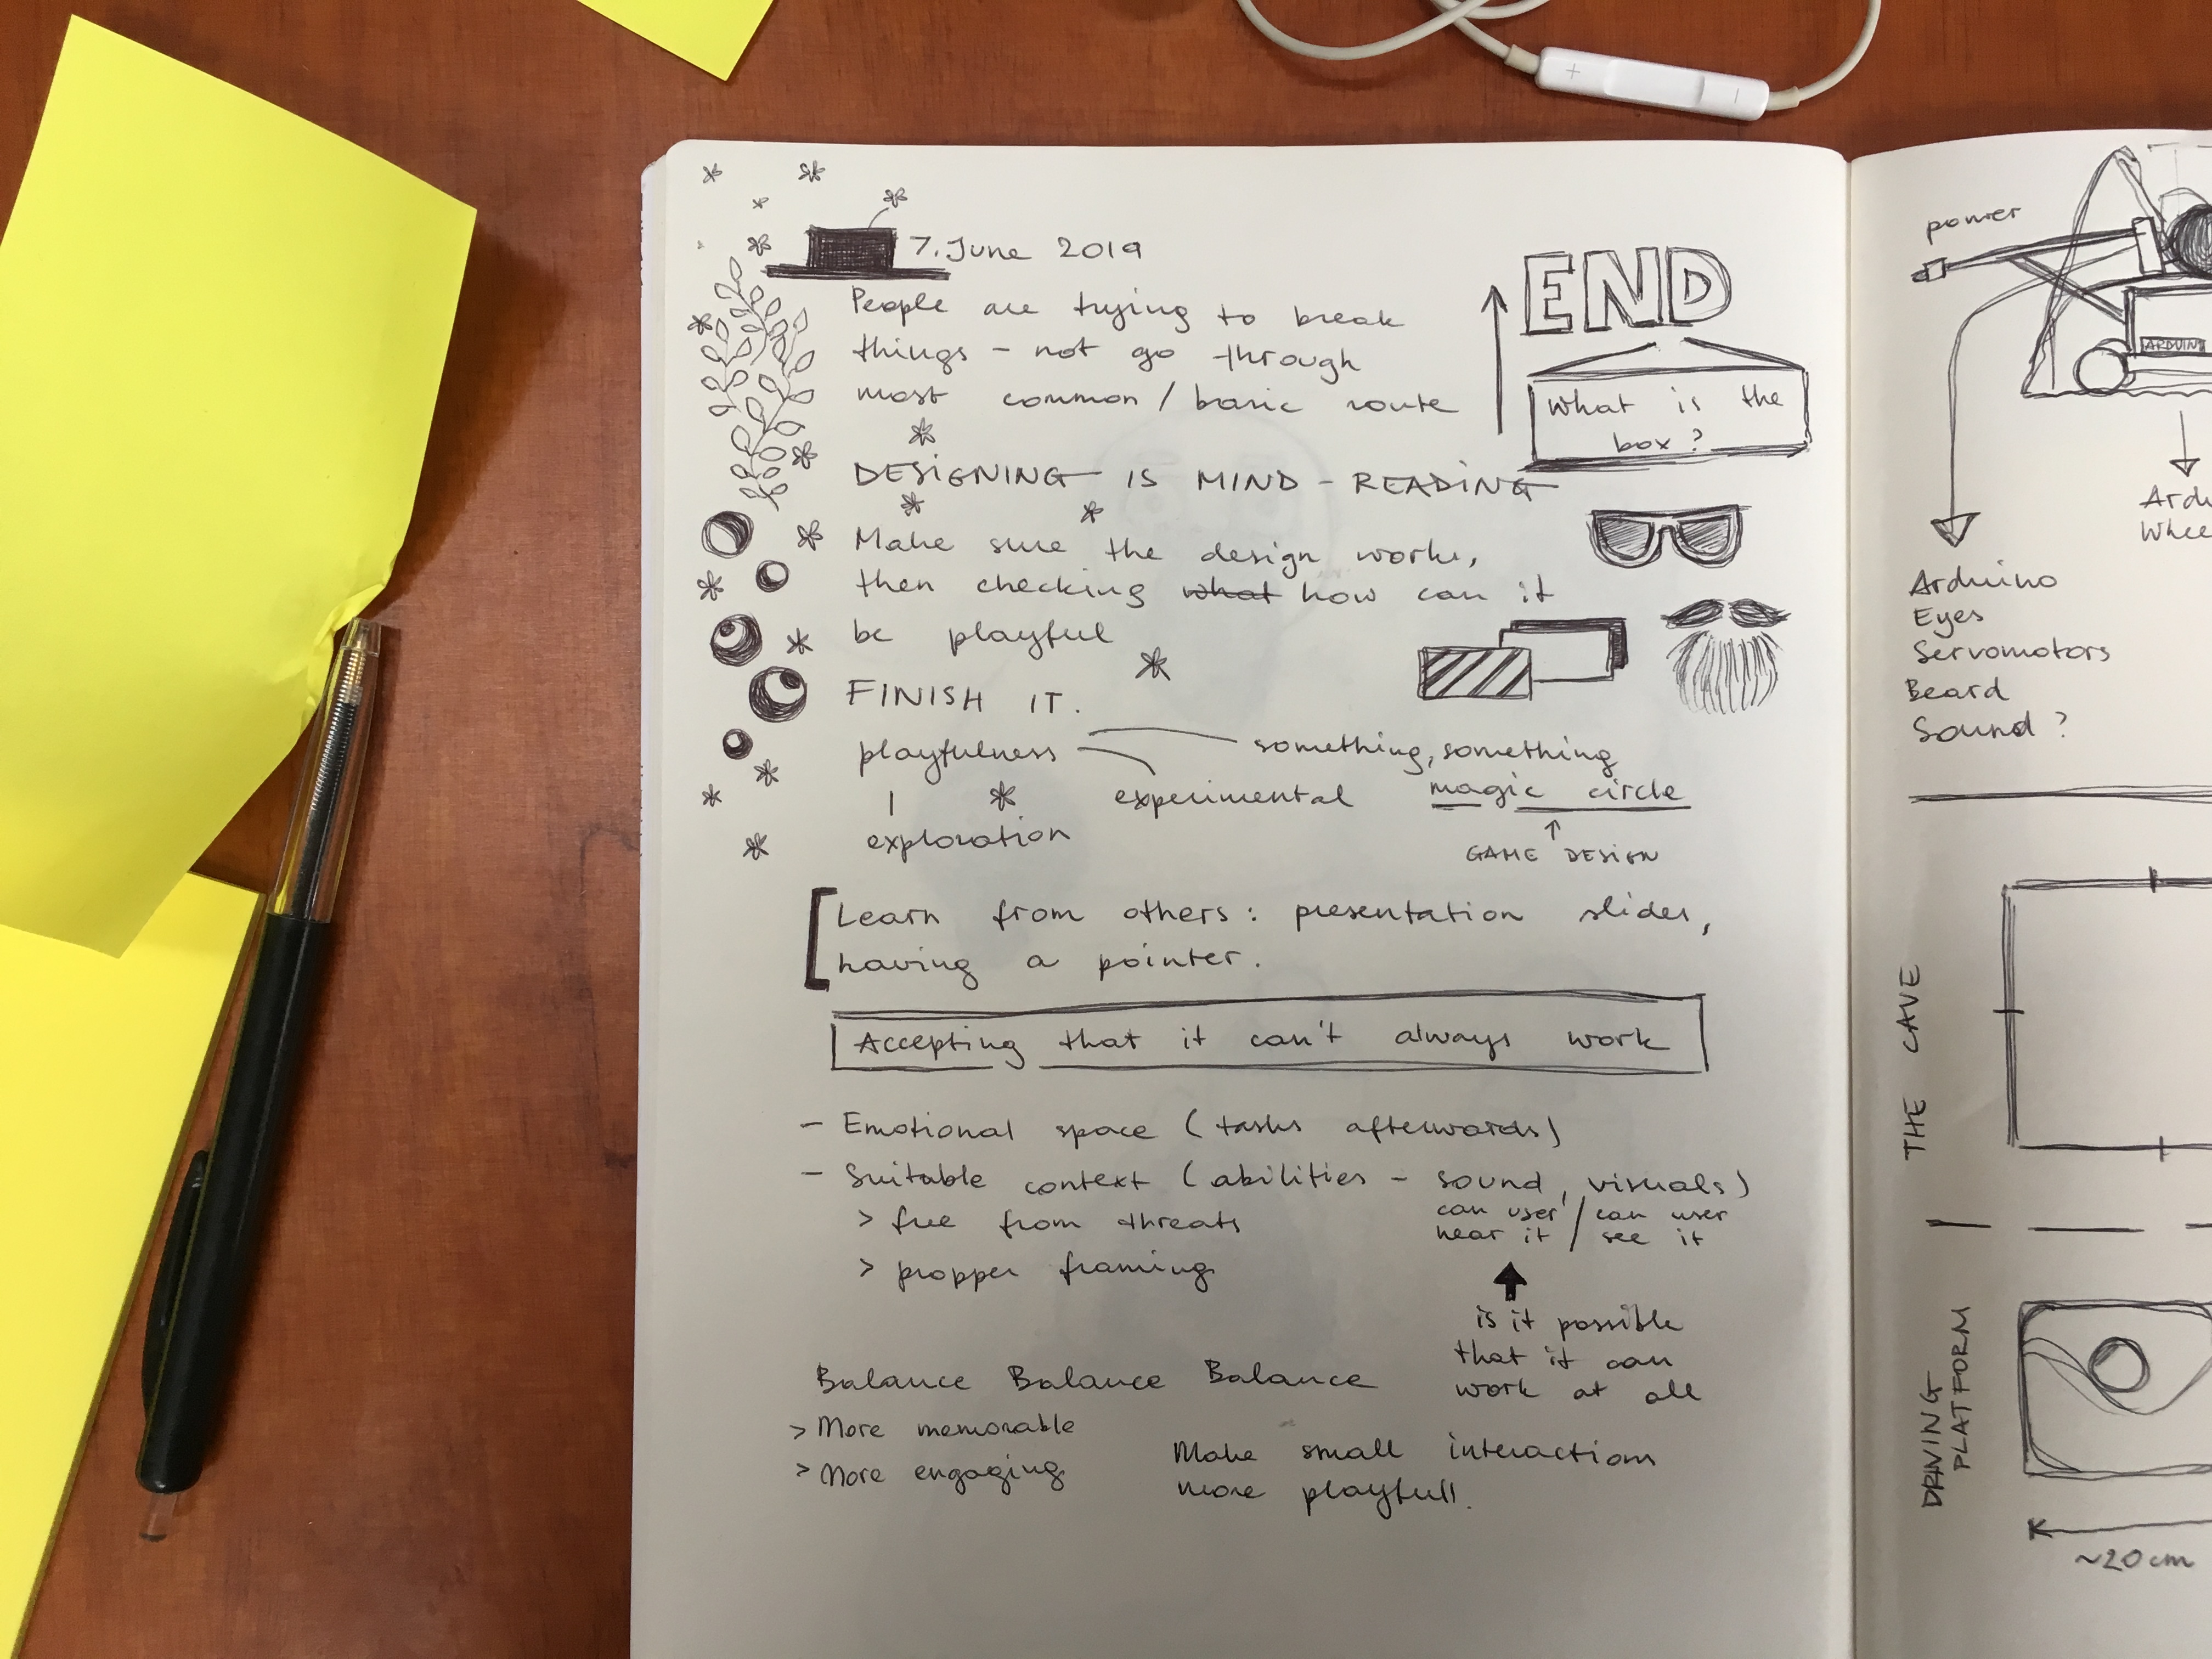 7. June 2019
People are trying to break
things - not go through
most common / basic route
END
What is the
box?
DESIGNING IS MIND - READING
Make sure the design works,
then checking what how can it
be playful
FINISH IT.
playfulness
something, something
experimental
magic circle
exploration
GAME DESIGN
Learn from others: presentation slides,
having a pointer.
Accepting that it can't always work
- Emotional space (tasks afterwards)
- Suitable context (abilities - sound, visuals)
can user / can user
hear it / see it
> free from threats
> propper framing
is it possible
that it can
work at all
Balance Balance Balance
> More memorable
> More engaging
Make small interactions
more playfull.
power
ARDUIN
Ardu
Whee
Arduino
Eyes
Servomotors
Beard
Sound ?
THE CAVE
DRIVING
PLATFORM
~20 cm
+
-